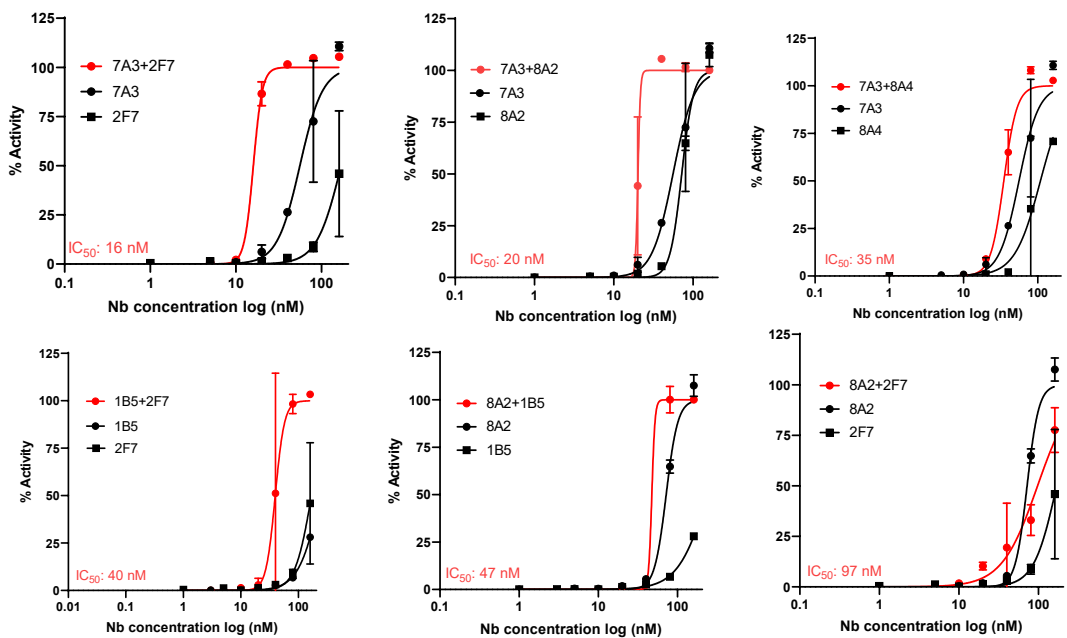 125
100
75
50
25
0
% Activity
7A3+2F7
7A3
2F7
IC50: 16 nM
0.1
1
10
100
Nb concentration log (nM)
125
100
75
50
25
0
% Activity
7A3+8A2
7A3
8A2
IC50: 20 nM
0.1
1
10
100
Nb concentration log (nM)
125
100
75
50
25
0
% Activity
7A3+8A4
7A3
8A4
IC50: 35 nM
0.1
1
10
100
Nb concentration log (nM)
125
100
75
50
25
0
% Activity
1B5+2F7
1B5
2F7
IC50: 40 nM
0.01
0.1
1
10
100
Nb concentration log (nM)
125
100
75
50
25
0
% Activity
8A2+1B5
8A2
1B5
IC50: 47 nM
0.1
1
10
100
Nb concentration log (nM)
125
100
75
50
25
0
% Activity
8A2+2F7
8A2
2F7
IC50: 97 nM
0.1
1
10
100
Nb concentration log (nM)